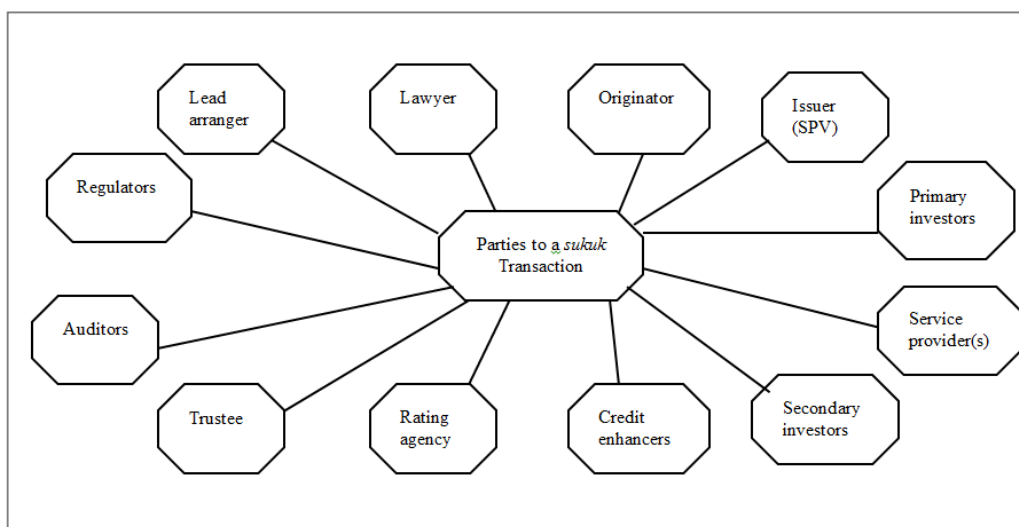 Lead
arranger
Lawyer
Originator
Issuer
(SPV)
Regulators
Primary
investors
Parties to a sukuk
Transaction
Auditors
Service
provider(s)
Trustee
Rating
agency
Credit
enhancers
Secondary
investors